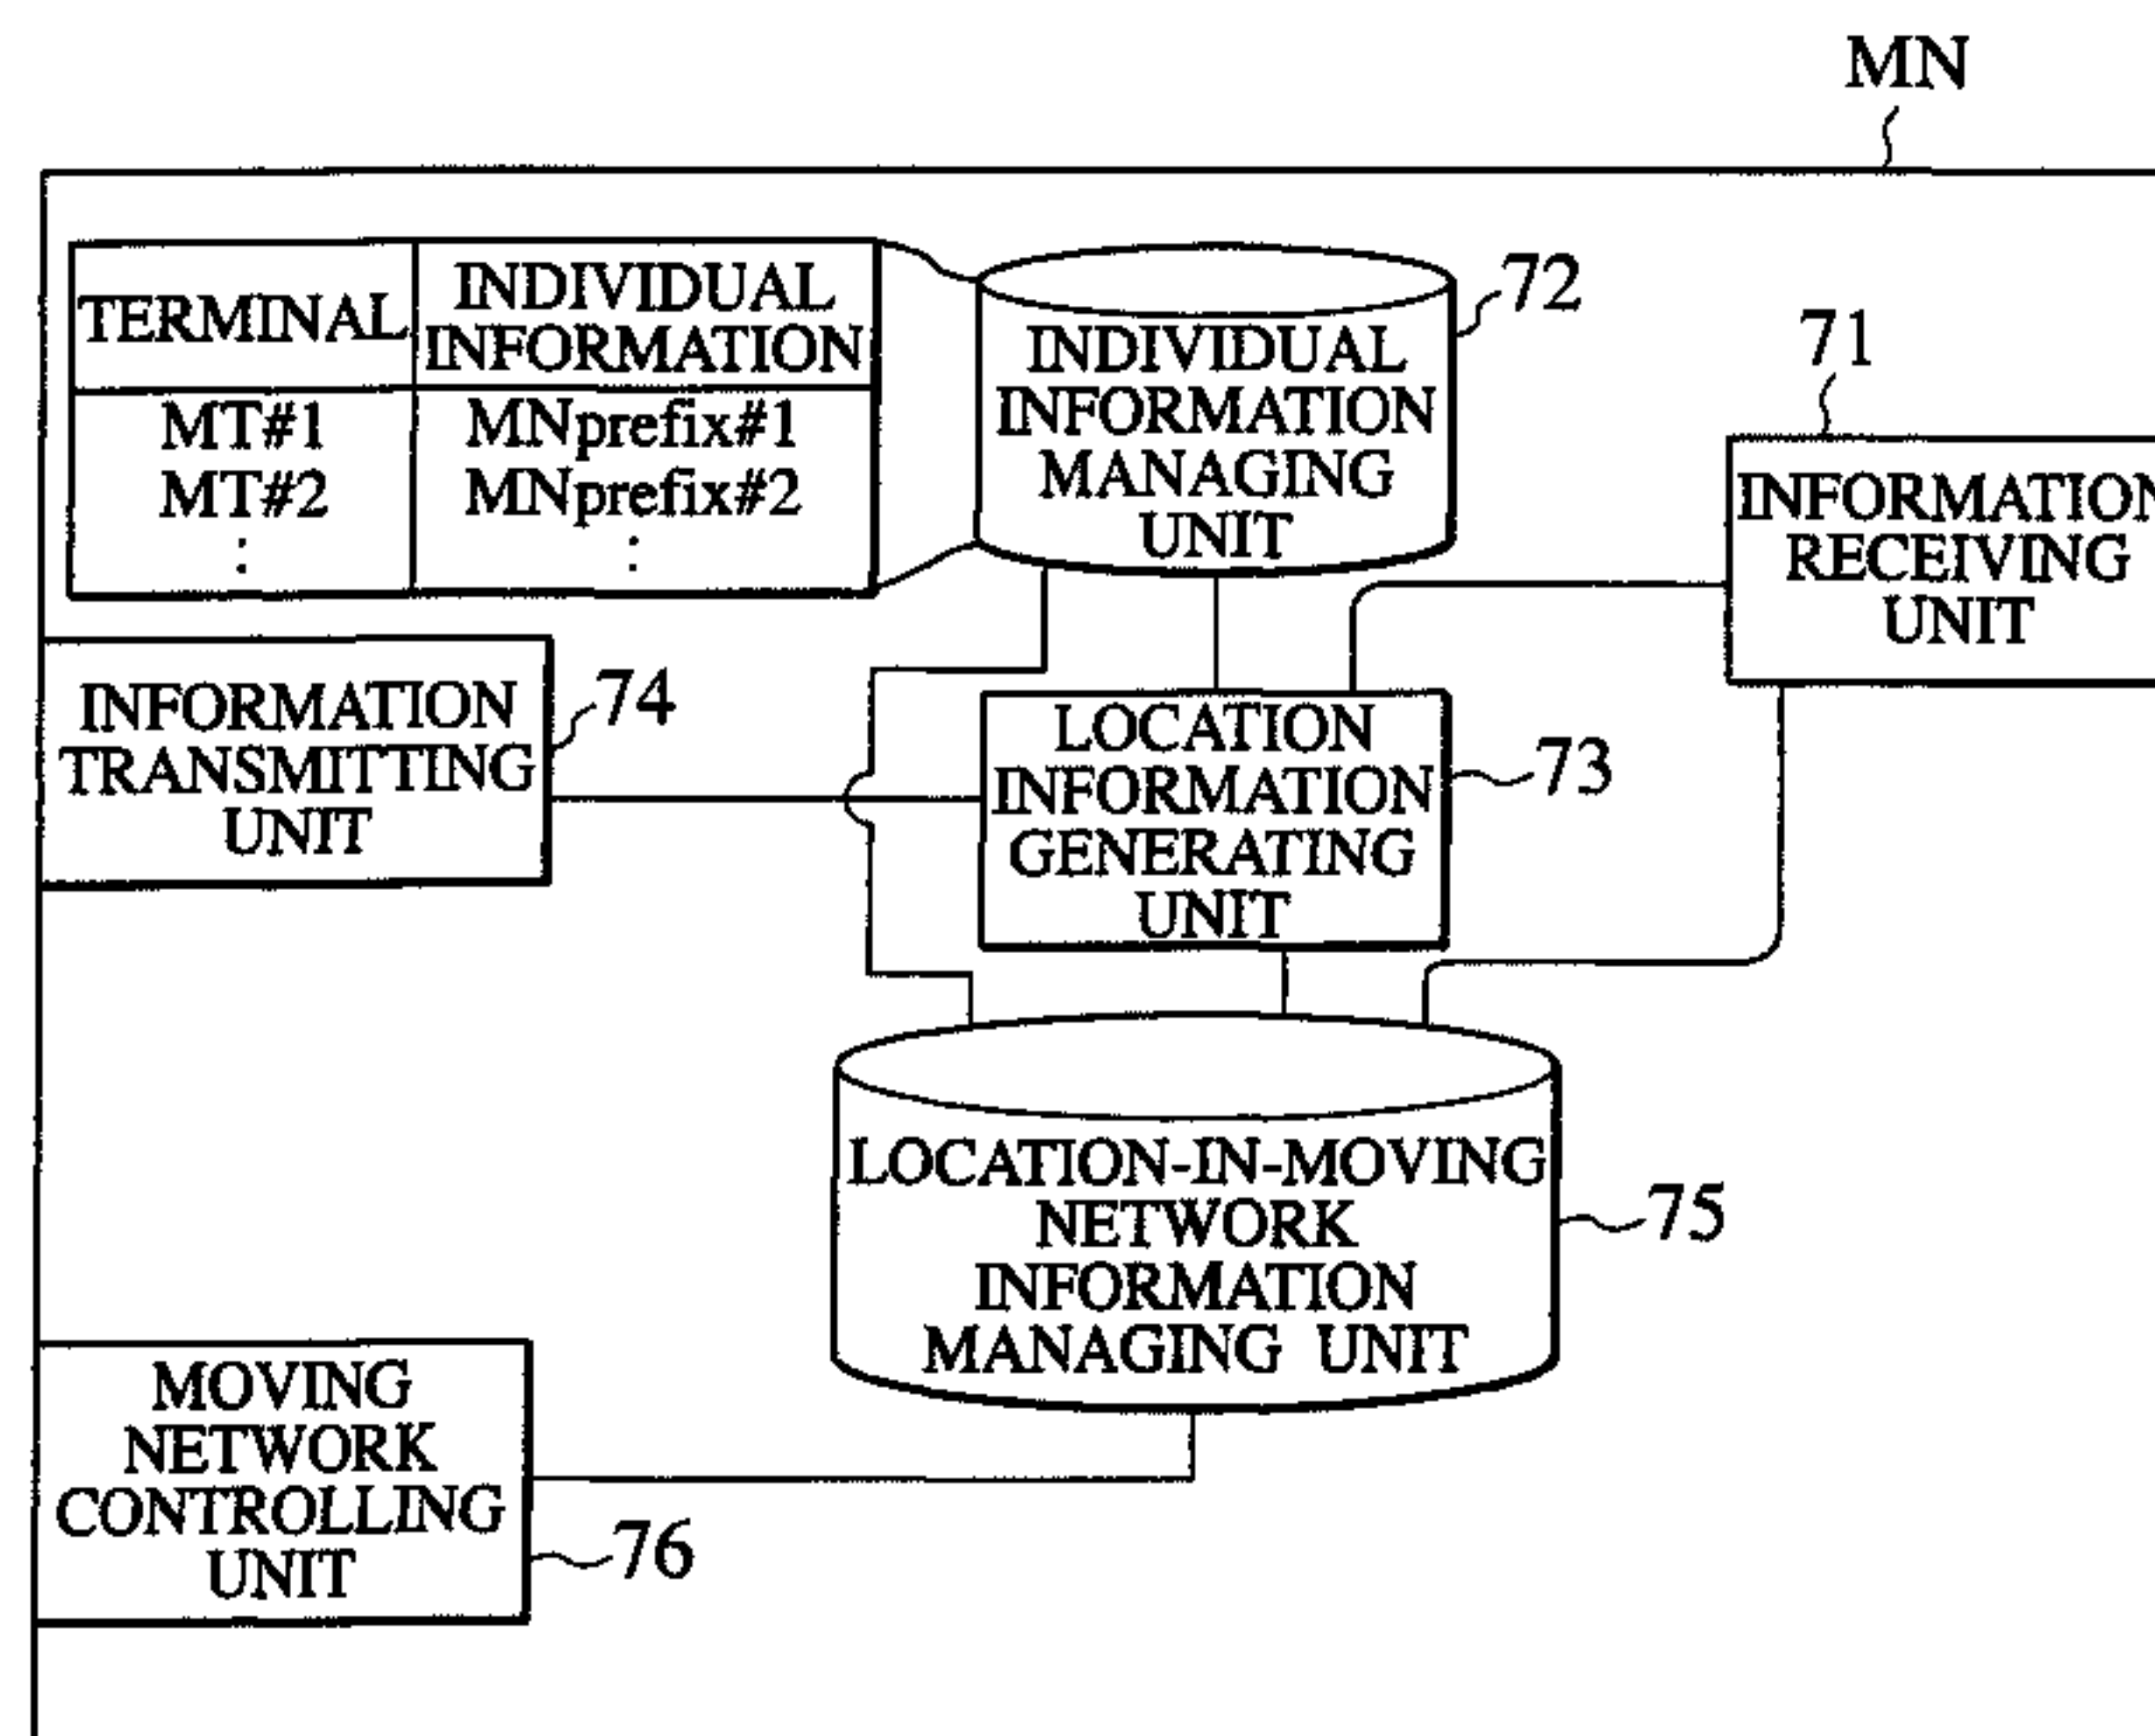 MN
TERMINAL
INDIVIDUAL
INFORMATION
MT#1
MNprefix#1
MT#2
MNprefix#2
:
:
INDIVIDUAL
INFORMATION
MANAGING
UNIT
72
71
INFORMATION
RECEIVING
UNIT
INFORMATION
TRANSMITTING
UNIT
74
LOCATION
INFORMATION
GENERATING
UNIT
73
LOCATION-IN-MOVING
NETWORK
INFORMATION
MANAGING UNIT
75
MOVING
NETWORK
CONTROLLING
UNIT
76